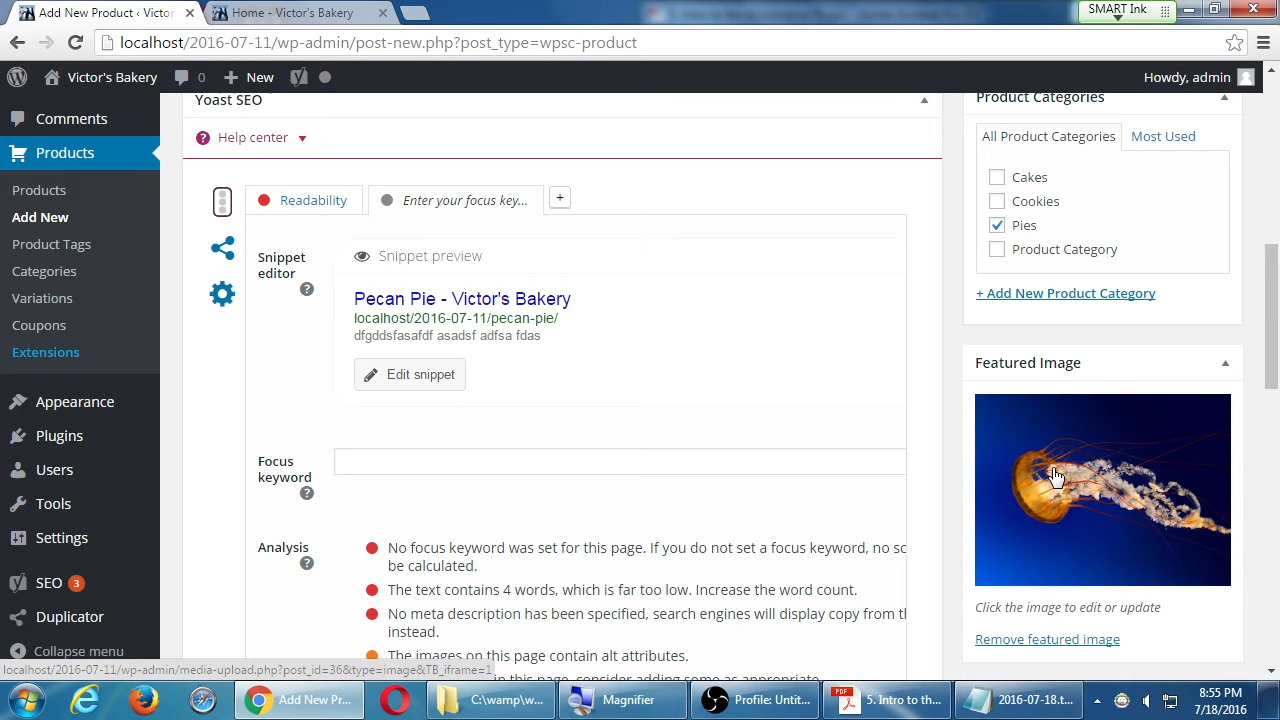 Add New Product ‹ Victor'
Home - Victor's Bakery
SMART Ink
localhost/2016-07-11/wp-admin/post-new.php?post_type=wpsc-product
Victor's Bakery
0
New
Howdy, admin
Comments
Products
Products
Add New
Product Tags
Categories
Variations
Coupons
Extensions
Appearance
Plugins
Users
Tools
Settings
SEO 3
Duplicator
Collapse menu
Yoast SEO
Help center
Readability
Enter your focus key...
+
Snippet
editor
Snippet preview
Pecan Pie - Victor's Bakery
localhost/2016-07-11/pecan-pie/
dfgddsfasafdf asadsf adfsa fdas
Edit snippet
Focus
keyword
Analysis
No focus keyword was set for this page. If you do not set a focus keyword, no sc
be calculated.
The text contains 4 words, which is far too low. Increase the word count.
No meta description has been specified, search engines will display copy from th
instead.
The images on this page contain alt attributes.
in this page, consider adding some as appropriate.
Product Categories
All Product Categories
Most Used
Cakes
Cookies
Pies
Product Category
+ Add New Product Category
Featured Image
Click the image to edit or update
Remove featured image
localhost/2016-07-11/wp-admin/media-upload.php?post_id=36&type=image&TB_iframe=1
Add New Pr...
C:\wamp\w...
Magnifier
Profile: Untit...
PDF
5. Intro to th...
2016-07-18.t...
8:55 PM
7/18/2016